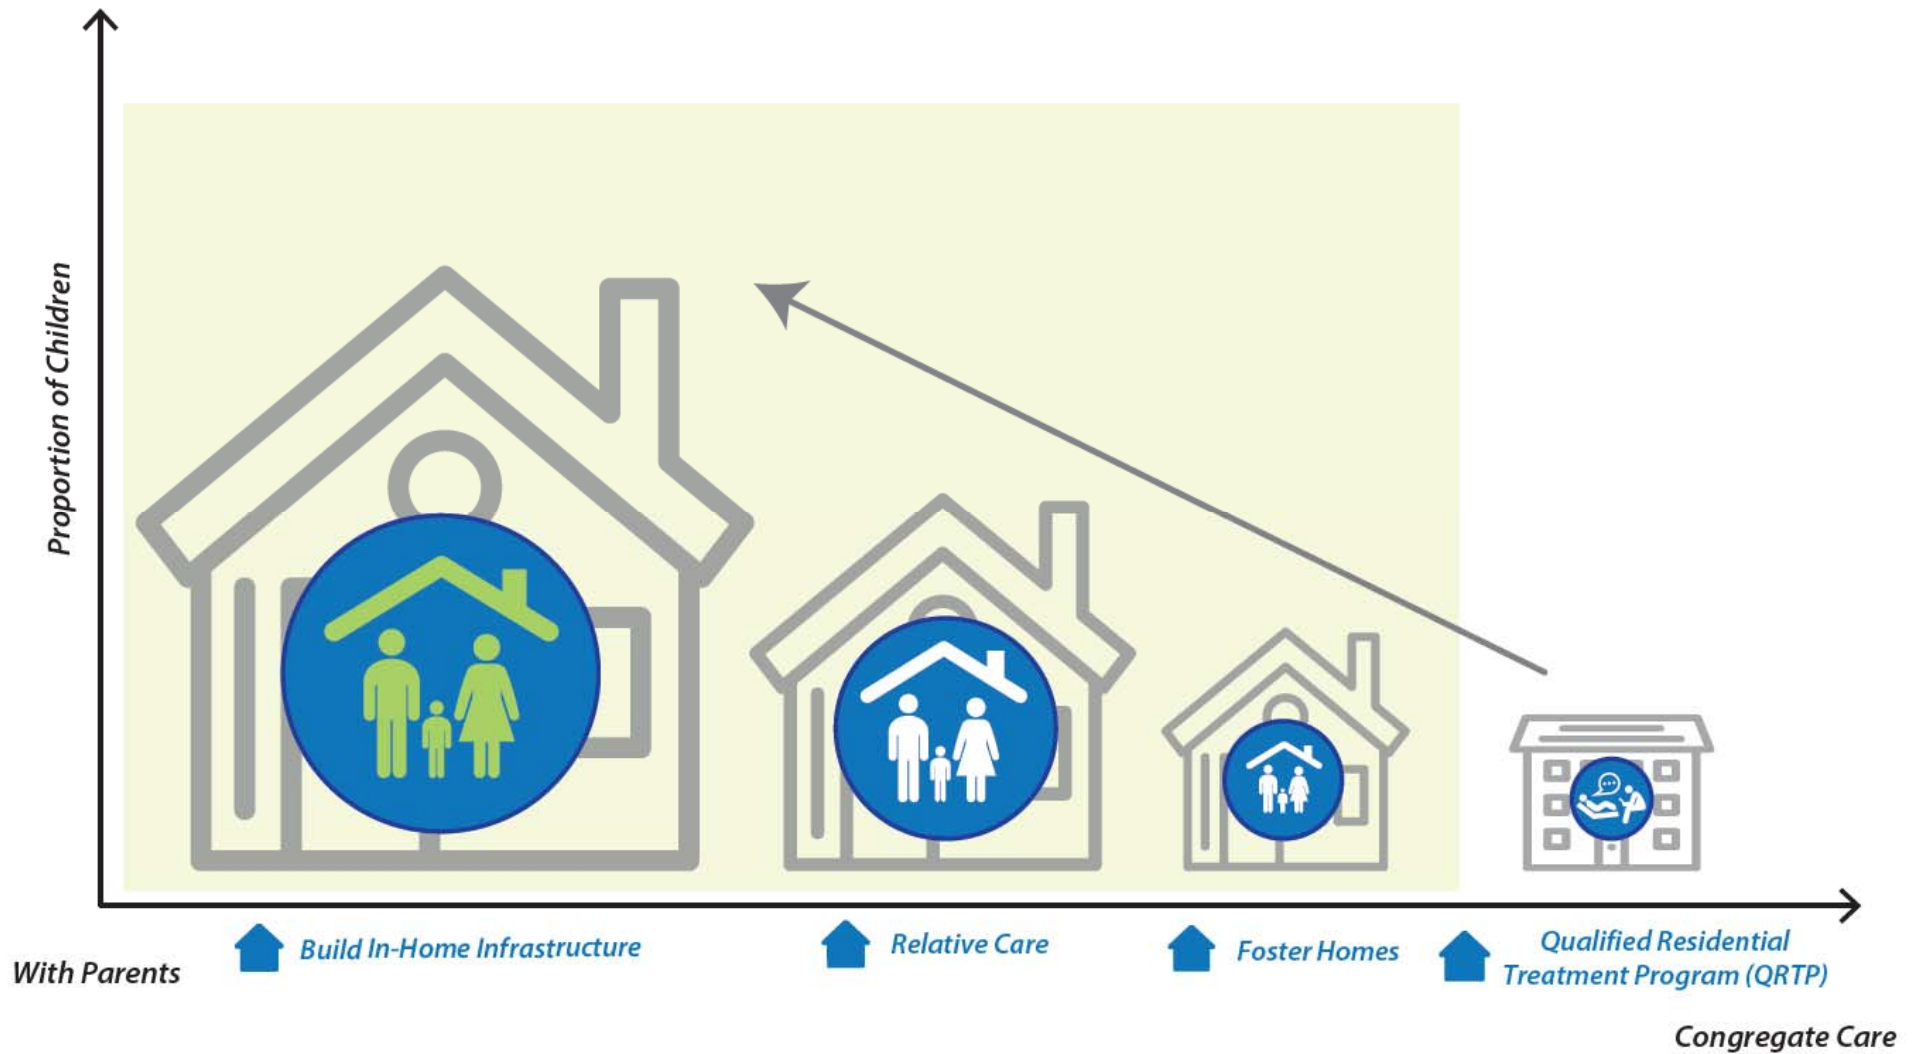 Proportion of Children
Build In-Home Infrastructure
Relative Care
Foster Homes
Qualified Residential
Treatment Program (QRTP)
With Parents
Congregate Care